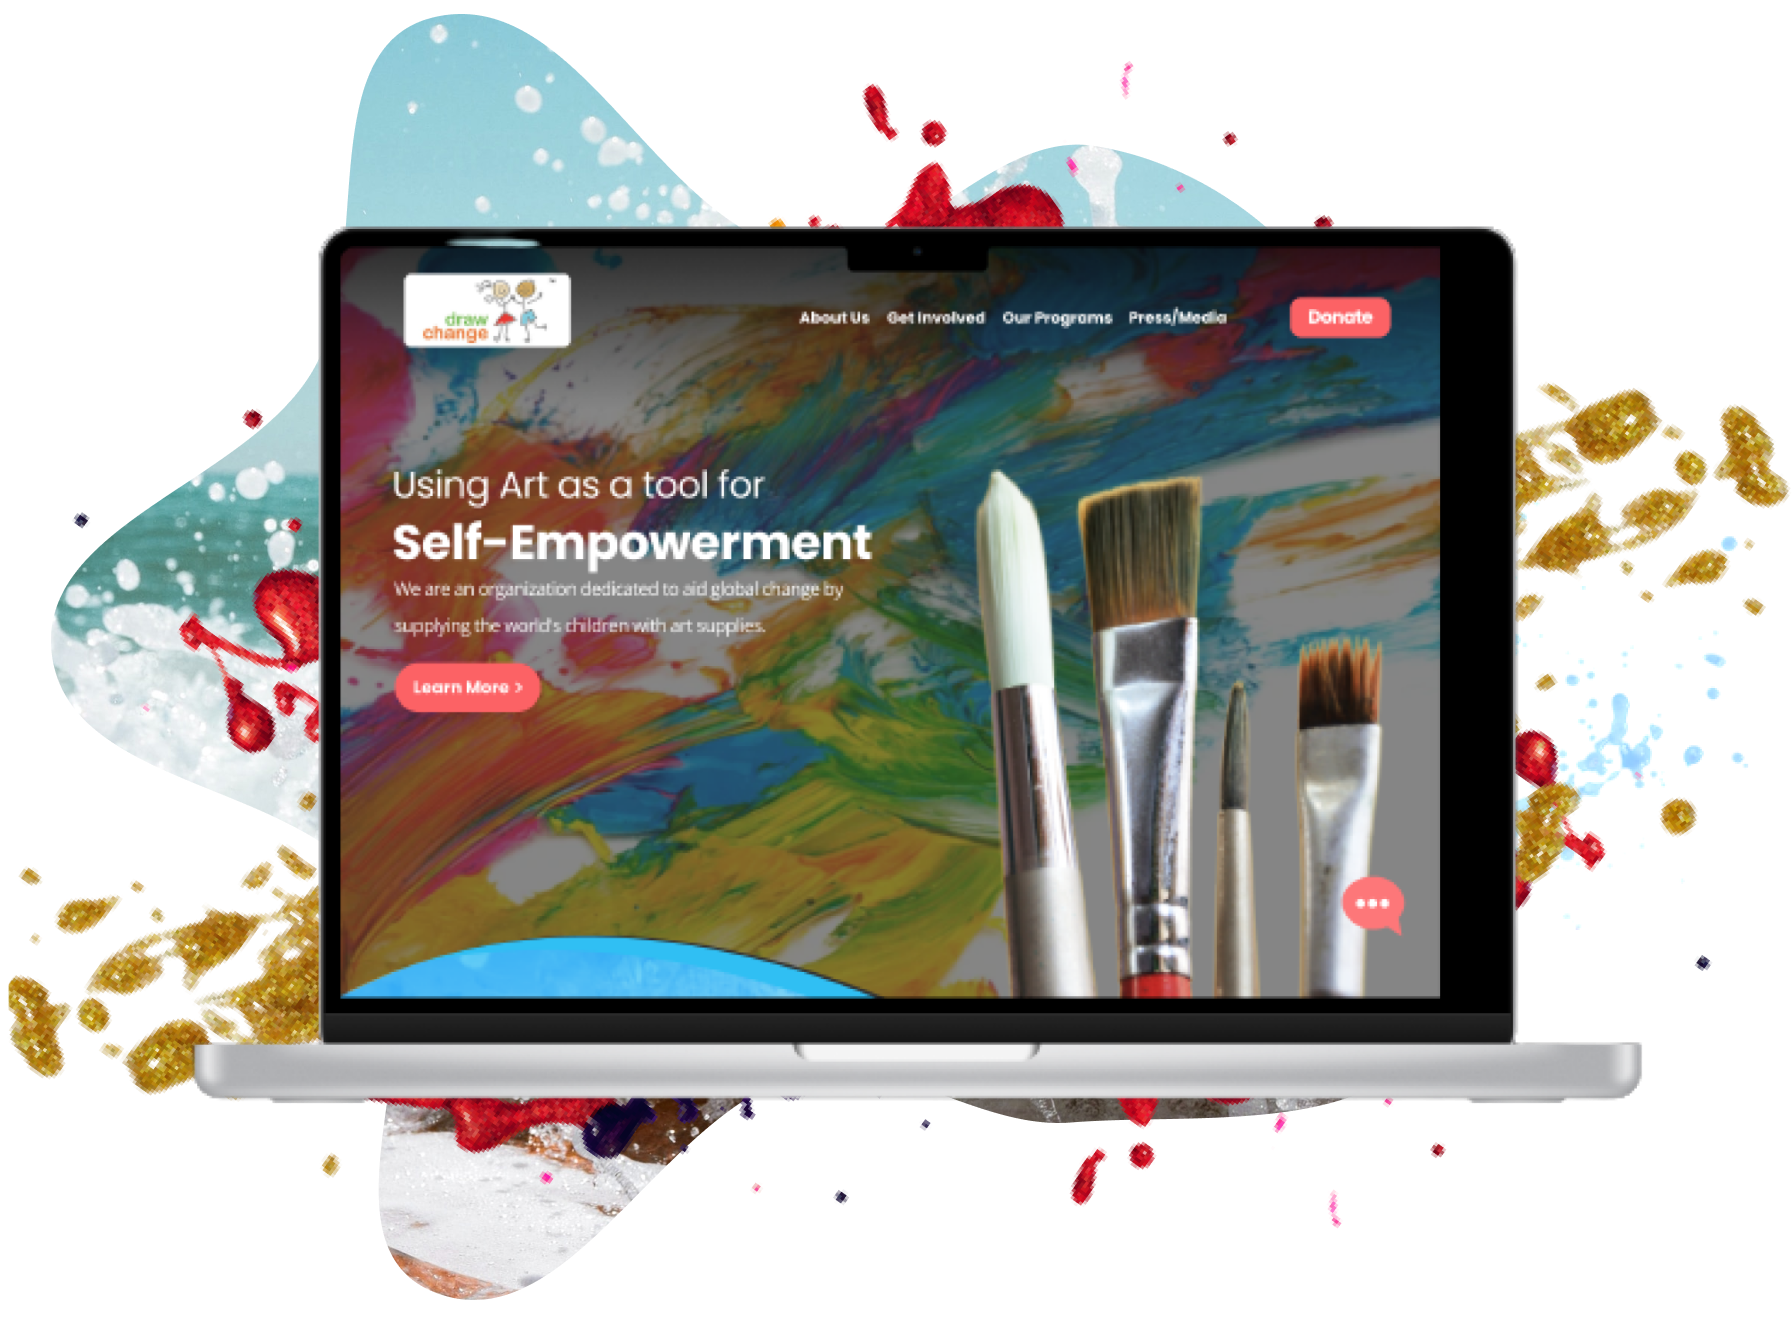 draw
change
About Us Get Involved Our Programs Press/Media Donate
Using Art as a tool for
Self-Empowerment
We are an organization dedicated to aid global change by
supplying the world's children with art supplies.
Learn More >